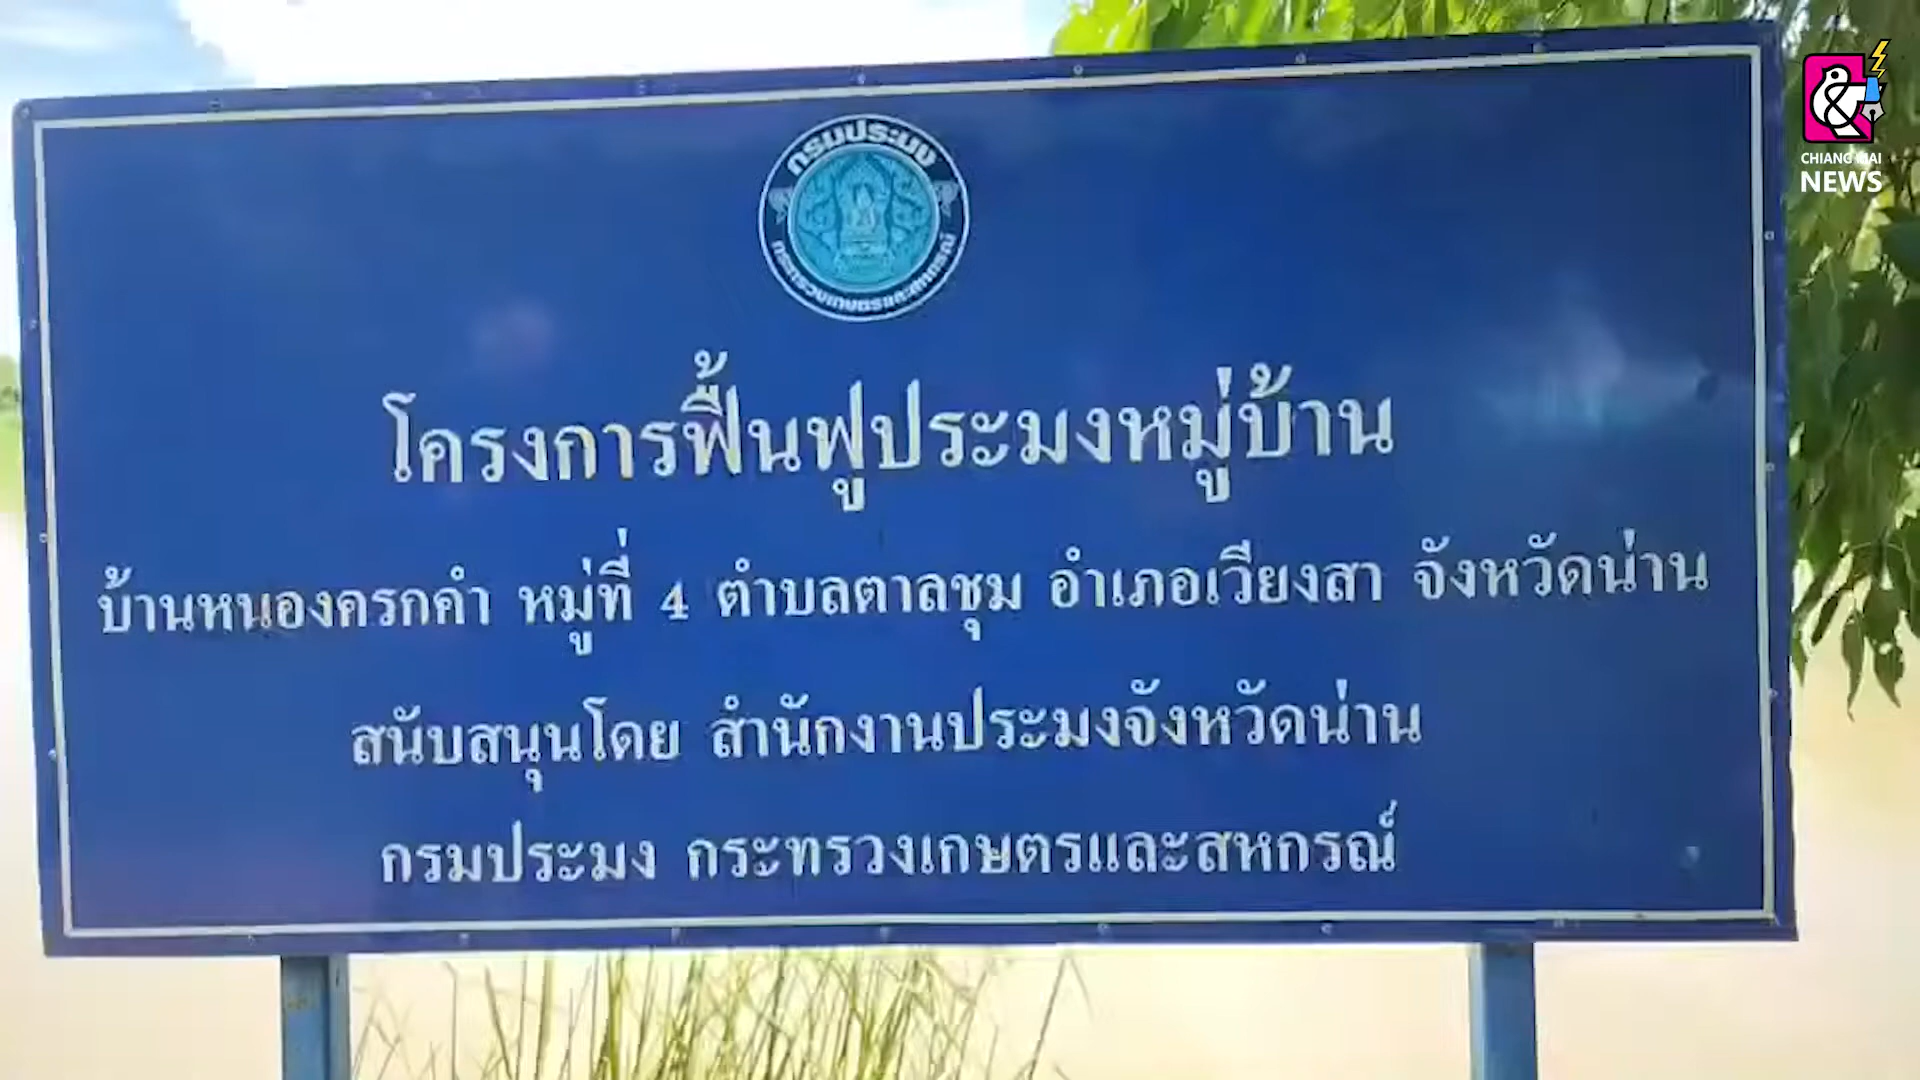 กรมประมง
กระทรวงเกษตรและสหกรณ์
โครงการฟื้นฟูประมงหมู่บ้าน
บ้านหนองครกคำ หมู่ที่ 4 ตำบลตาลชุม อำเภอเวียงสา จังหวัดน่าน
สนับสนุนโดย สำนักงานประมงจังหวัดน่าน
กรมประมง กระทรวงเกษตรและสหกรณ์
CHIANG MAI
NEWS